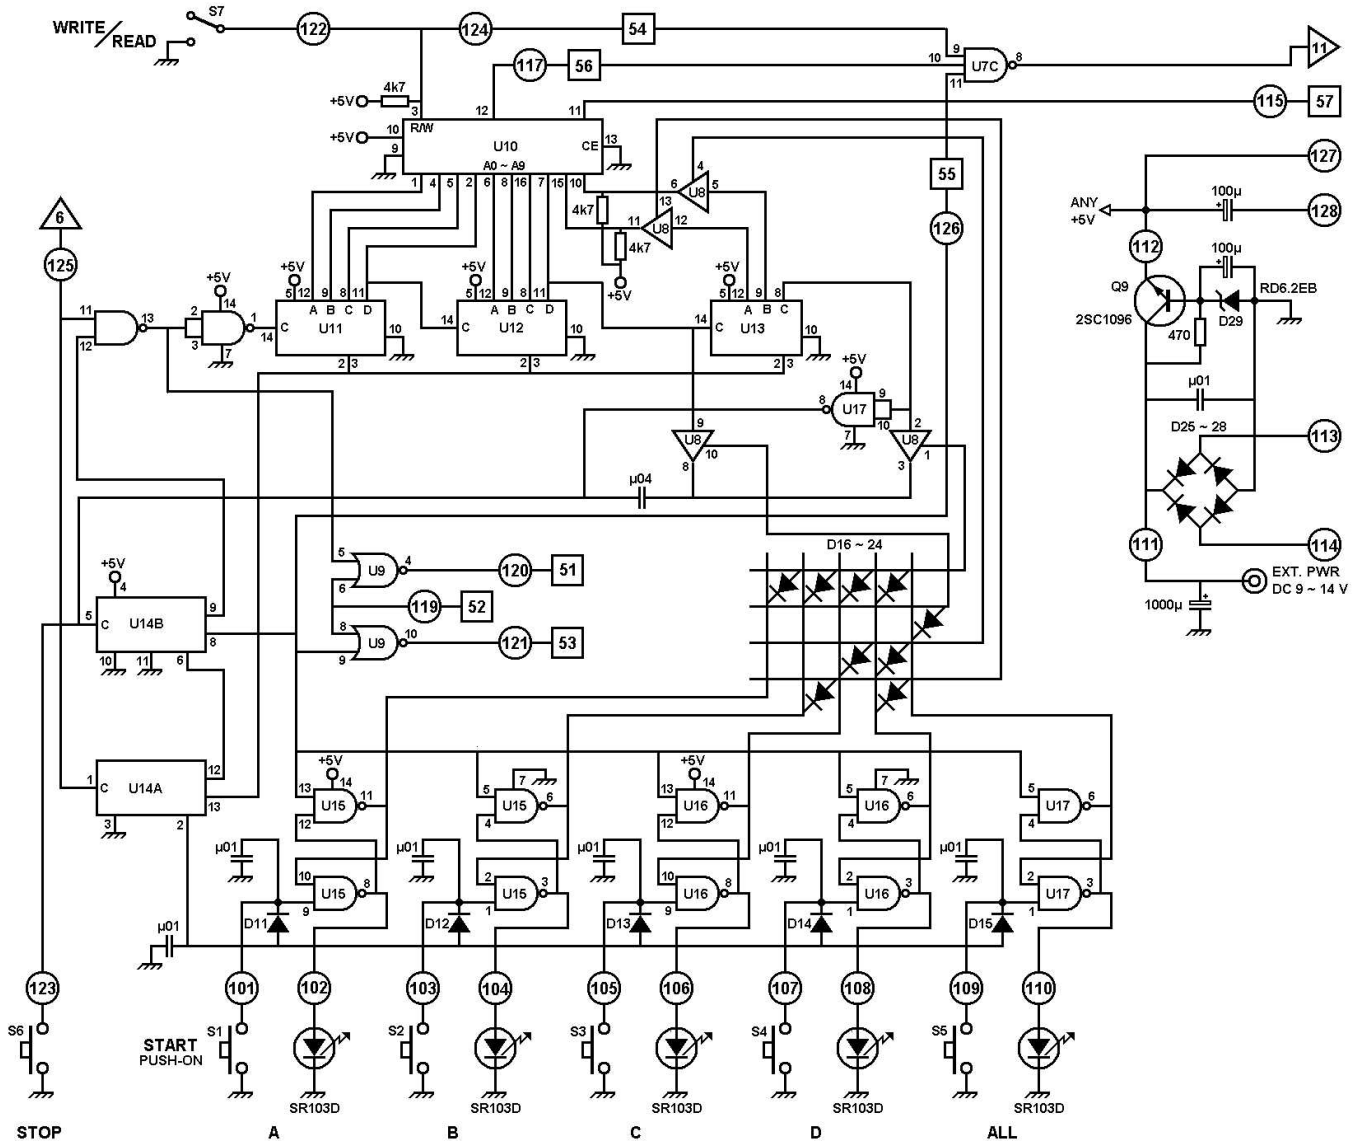 WRITE/READ S7 122 124 54
9 10 11 U7C 8 11
117 56
4k7 +5V 3 12 11 115 57
R/W
+5V 10 9 U10 CE 13
A0 ~ A9
1 4 5 2 6 8 16 7 15 10
6 U8 5 4
13 11 U8 12
4k7 4k7 +5V
55 126
127
ANY +5V 100µ 128
112 100µ
Q9 2SC1096 RD6.2EB D29
470
µ01
D25 ~ 28
113
114
111
EXT. PWR
DC 9 ~ 14 V
1000µ
6
125
11 12 13
+5V 14 2 3 7 1
+5V 5 12 9 8 11
A B C D
14 C U11 10
2 3
+5V 5 12 9 8 11
A B C D
14 C U12 10
2 3
+5V 5 12 9 8
A B C
14 C U13 10
2 3
+5V 14
8 U17 9 10
7
9 U8 10 8
2 U8 1 3
µ04
5 6 U9 4 120 51
119 52
8 9 U9 10 121 53
D16 ~ 24
+5V 4
5 C U14B 9 8
10 11 6
1 C U14A 12 13
3 2
+5V 14
13 12 U15 11
7
5 4 U15 6
+5V 14
13 12 U16 11
7
5 4 U16 6
5 4 U17 6
µ01 10 9 U15 8
µ01 2 1 U15 3
µ01 10 9 U16 8
µ01 2 1 U16 3
µ01 2 1 U17 3
µ01 D11 D12 D13 D14 D15
123 101 102 103 104 105 106 107 108 109 110
S6 S1 S2 S3 S4 S5
START
PUSH-ON
SR103D SR103D SR103D SR103D SR103D
STOP A B C D ALL